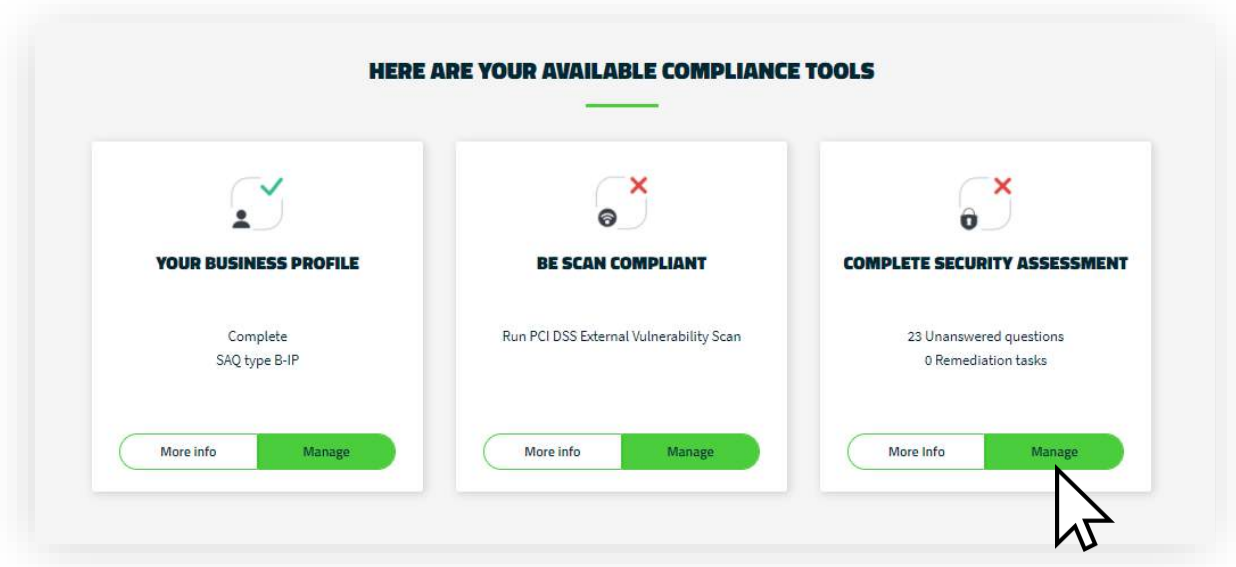 HERE ARE YOUR AVAILABLE COMPLIANCE TOOLS
YOUR BUSINESS PROFILE
Complete
SAQ type B-IP
More info
Manage
BE SCAN COMPLIANT
Run PCI DSS External Vulnerability Scan
More info
Manage
COMPLETE SECURITY ASSESSMENT
23 Unanswered questions
0 Remediation tasks
More Info
Manage